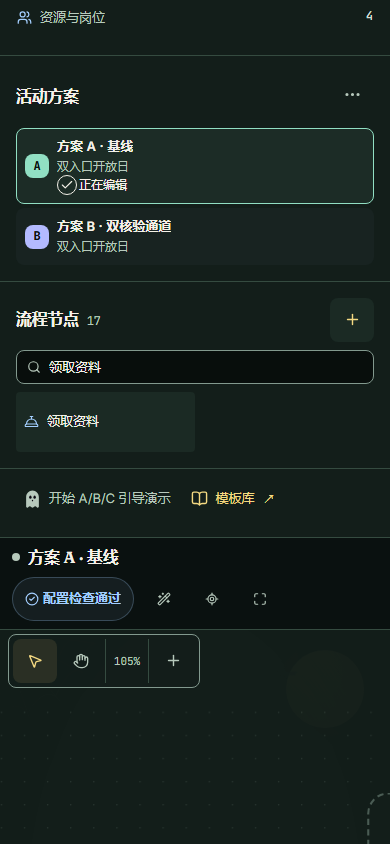 资源与岗位 4
活动方案
A 方案 A · 基线
双入口开放日
正在编辑
B 方案 B · 双核验通道
双入口开放日
流程节点 17
领取资料
领取资料
开始 A/B/C 引导演示 模板库 ↗
方案 A · 基线
配置检查通过
105%